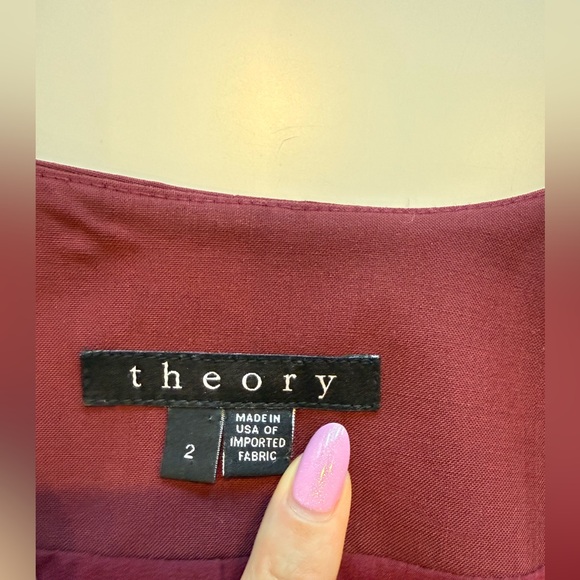 theory
2
MADE IN
USA OF
IMPORTED
FABRIC